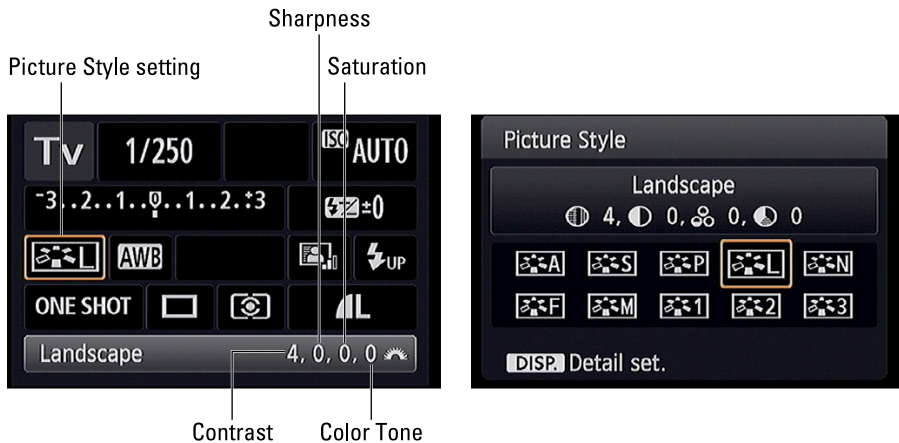 Sharpness
Picture Style setting
Saturation
Tv 1/250 ISO AUTO
-3..2..1..0..1..2..+3 ±0
L AWB UP
ONE SHOT L
Landscape 4, 0, 0, 0
Contrast
Color Tone
Picture Style
Landscape
4, 0, 0, 0
A S P L N
F M 1 2 3
DISP. Detail set.